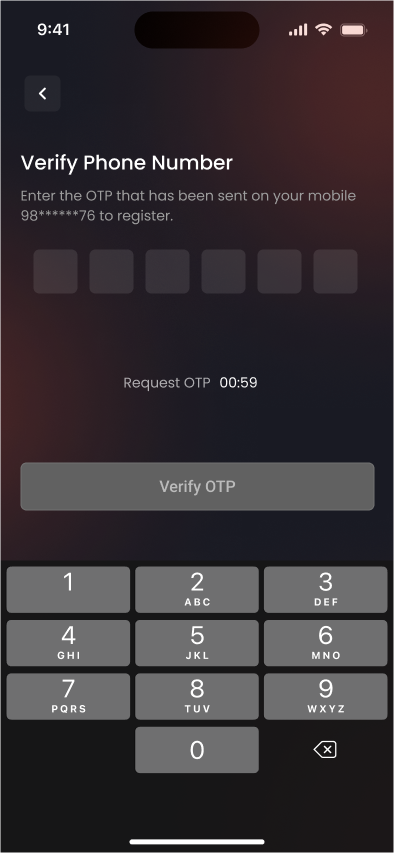 9:41
Verify Phone Number
Enter the OTP that has been sent on your mobile
98******76 to register.
Request OTP 00:59
Verify OTP
1
2
ABC
3
DEF
4
GHI
5
JKL
6
MNO
7
PQRS
8
TUV
9
WXYZ
0